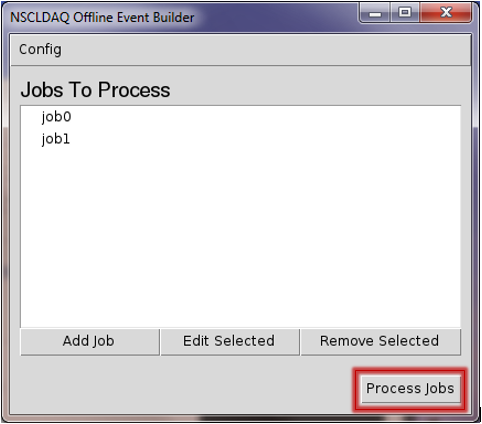 NSCLDAQ Offline Event Builder
Config
Jobs To Process
job0
job1
Add Job Edit Selected Remove Selected
Process Jobs